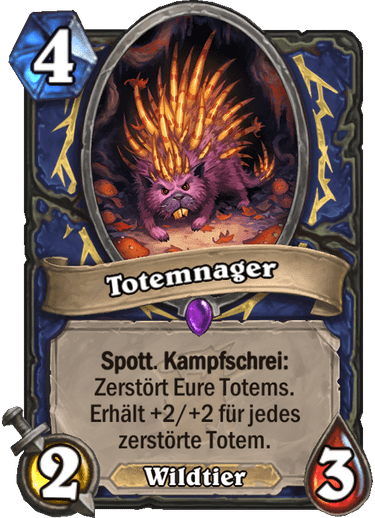 4
Totemnager
Spott. Kampfschrei:
Zerstört Eure Totems.
Erhält +2/+2 für jedes
zerstörte Totem.
2
Wildtier
3